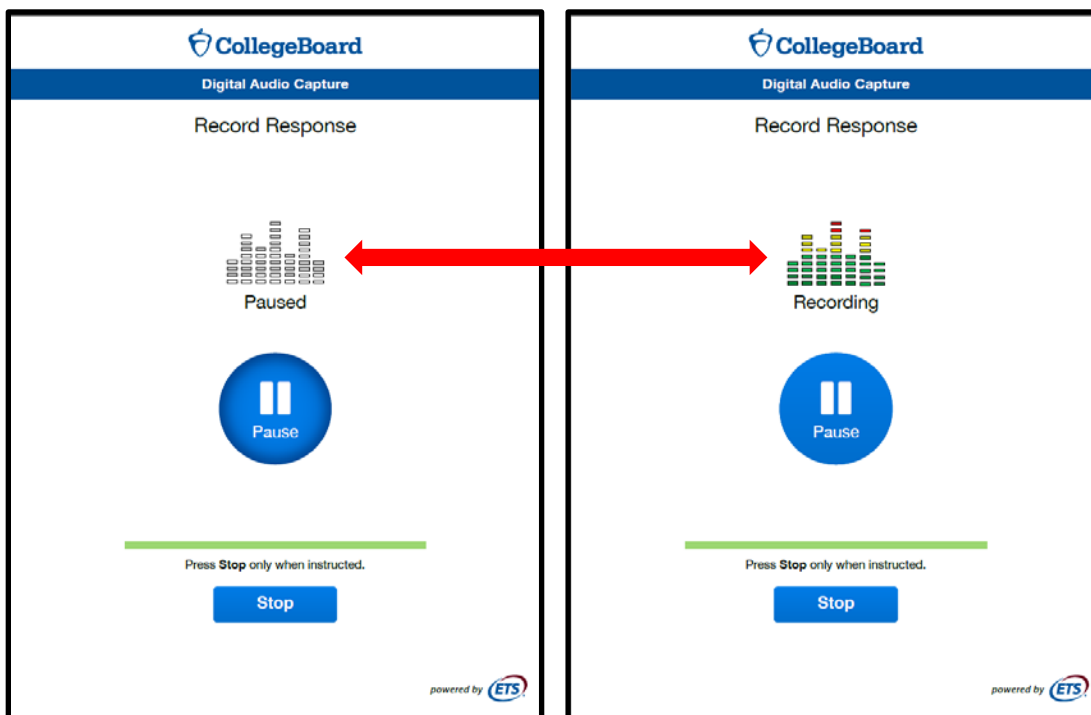 CollegeBoard
Digital Audio Capture
Record Response
Paused
Pause
Press Stop only when instructed.
Stop
powered by ETS
CollegeBoard
Digital Audio Capture
Record Response
Recording
Pause
Press Stop only when instructed.
Stop
powered by ETS